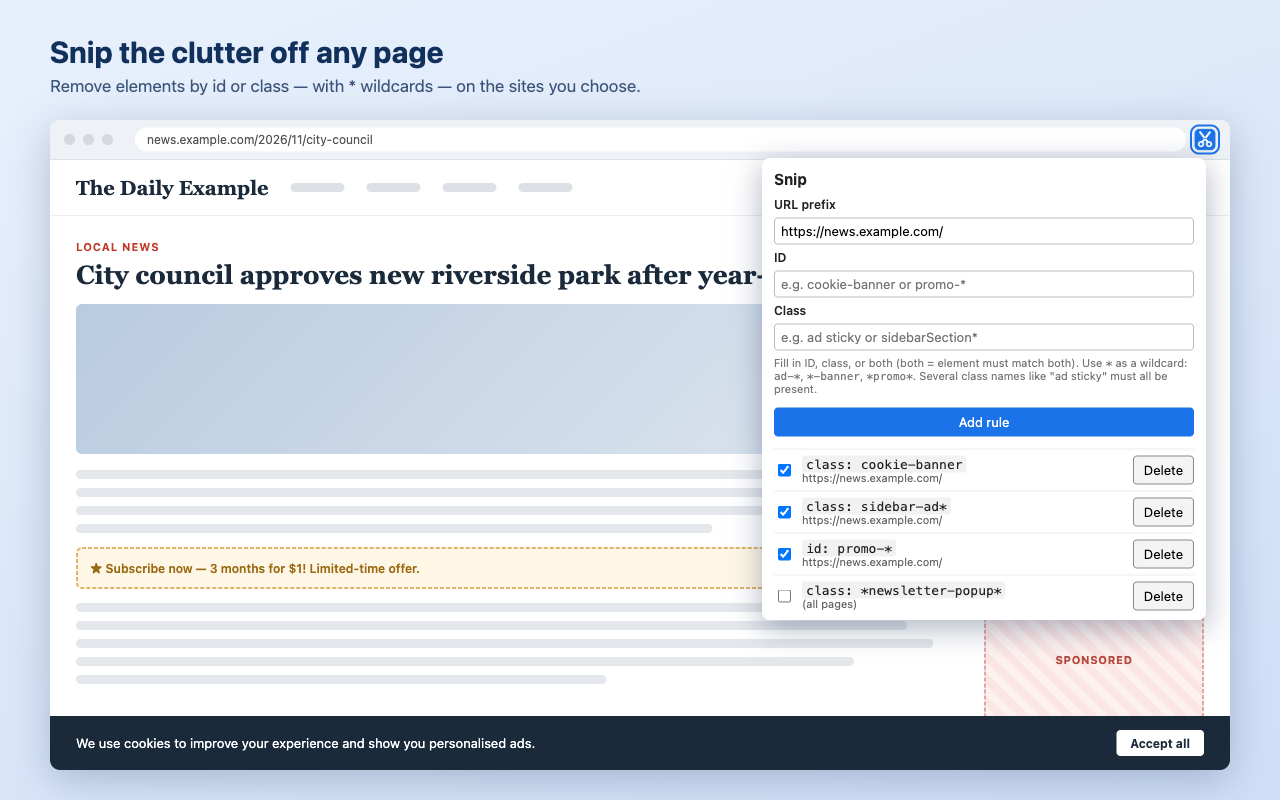 Snip the clutter off any page
Remove elements by id or class — with * wildcards — on the sites you choose.
news.example.com/2026/11/city-council
The Daily Example
LOCAL NEWS
City council approves new riverside park after year-
★ Subscribe now — 3 months for $1! Limited-time offer.
Snip
URL prefix
https://news.example.com/
ID
e.g. cookie-banner or promo-*
Class
e.g. ad sticky or sidebarSection*
Fill in ID, class, or both (both = element must match both). Use * as a wildcard:
ad-*, *-banner, *promo*. Several class names like "ad sticky" must all be
present.
Add rule
class: cookie-banner
https://news.example.com/
Delete
class: sidebar-ad*
https://news.example.com/
Delete
id: promo-*
https://news.example.com/
Delete
class: *newsletter-popup*
(all pages)
Delete
SPONSORED
We use cookies to improve your experience and show you personalised ads.
Accept all